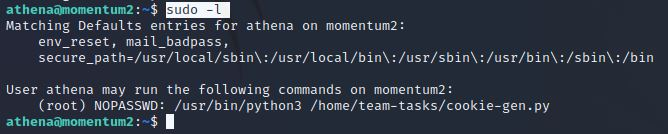 athena@momentum2:~$ sudo -l
Matching Defaults entries for athena on momentum2:
    env_reset, mail_badpass,
    secure_path=/usr/local/sbin\:/usr/local/bin\:/usr/sbin\:/usr/bin\:/sbin\:/bin

User athena may run the following commands on momentum2:
    (root) NOPASSWD: /usr/bin/python3 /home/team-tasks/cookie-gen.py
athena@momentum2:~$